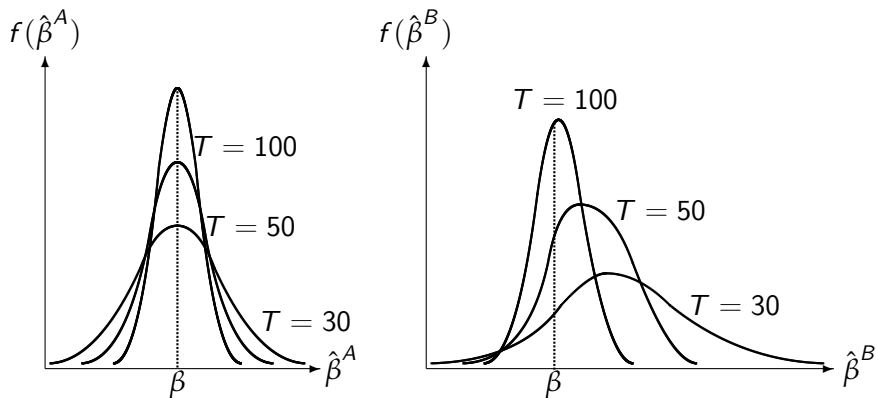 f(β̂ᴬ)
T = 100
T = 50
T = 30
β
β̂ᴬ
f(β̂ᴮ)
T = 100
T = 50
T = 30
β
β̂ᴮ